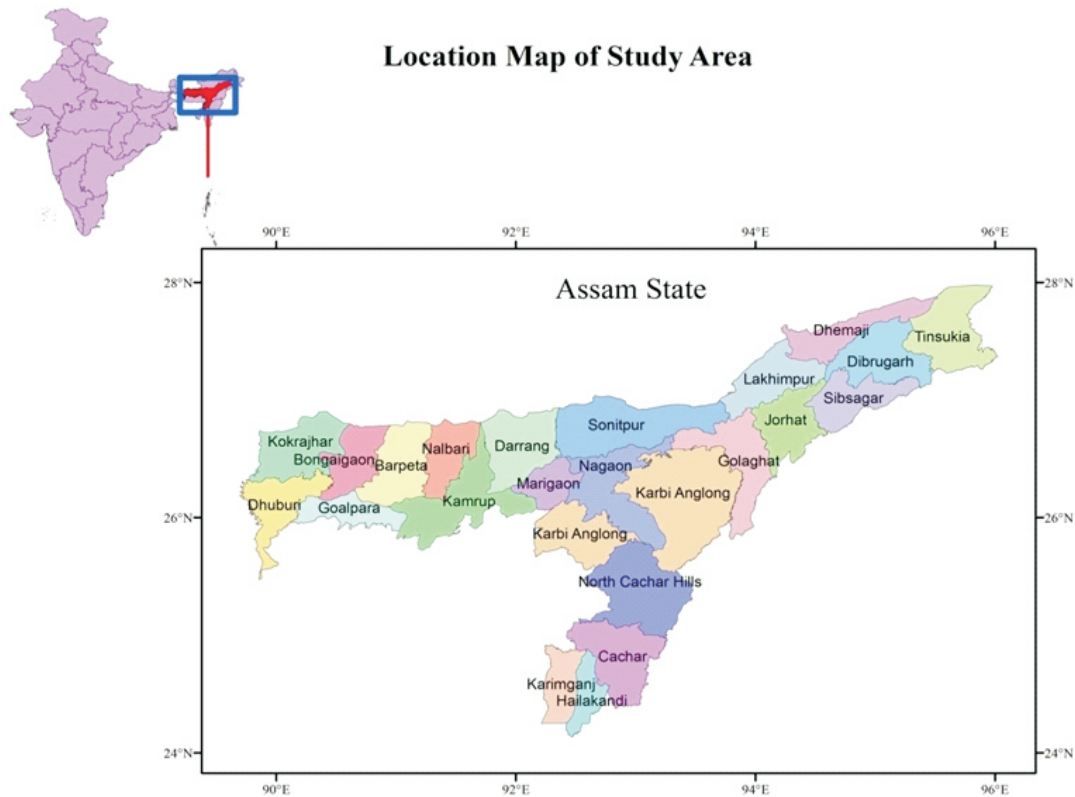 Location Map of Study Area
90°E 92°E 94°E 96°E
28°N 28°N
Assam State
Dhemaji
Tinsukia
Dibrugarh
Lakhimpur
Sibsagar
Jorhat
Sonitpur
Kokrajhar
Nalbari
Darrang
Bongaigaon
Barpeta
Nagaon
Golaghat
Marigaon
Karbi Anglong
Kamrup
Dhuburi
Goalpara
26°N 26°N
Karbi Anglong
North Cachar Hills
Cachar
Karimganj
Hailakandi
24°N 24°N
90°E 92°E 94°E 96°E